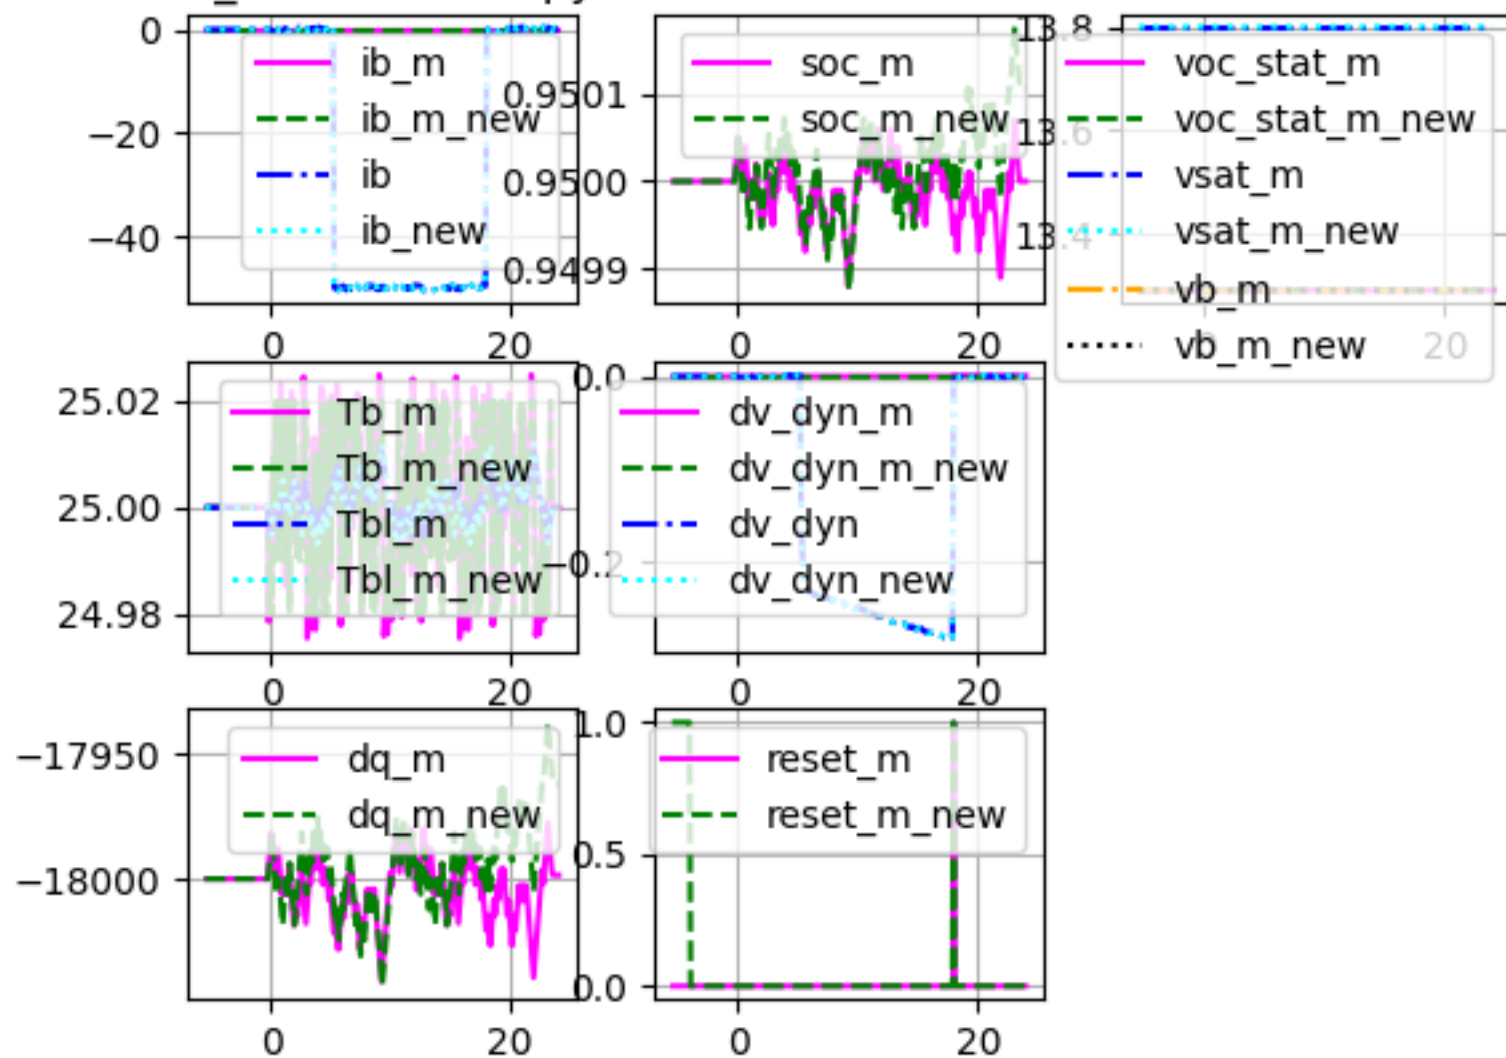 0
−20
−40
0
20
ib_m
ib_m_new
ib
ib_new
0.9501
0.9500
0.9499
0
20
soc_m
soc_m_new
13.8
13.6
13.4
0
20
voc_stat_m
voc_stat_m_new
vsat_m
vsat_m_new
vb_m
vb_m_new
25.02
25.00
24.98
0
20
Tb_m
Tb_m_new
Tbl_m
Tbl_m_new
0.0
−0.2
0
20
dv_dyn_m
dv_dyn_m_new
dv_dyn
dv_dyn_new
−17950
−18000
0
20
dq_m
dq_m_new
1.0
0.5
0.0
0
20
reset_m
reset_m_new